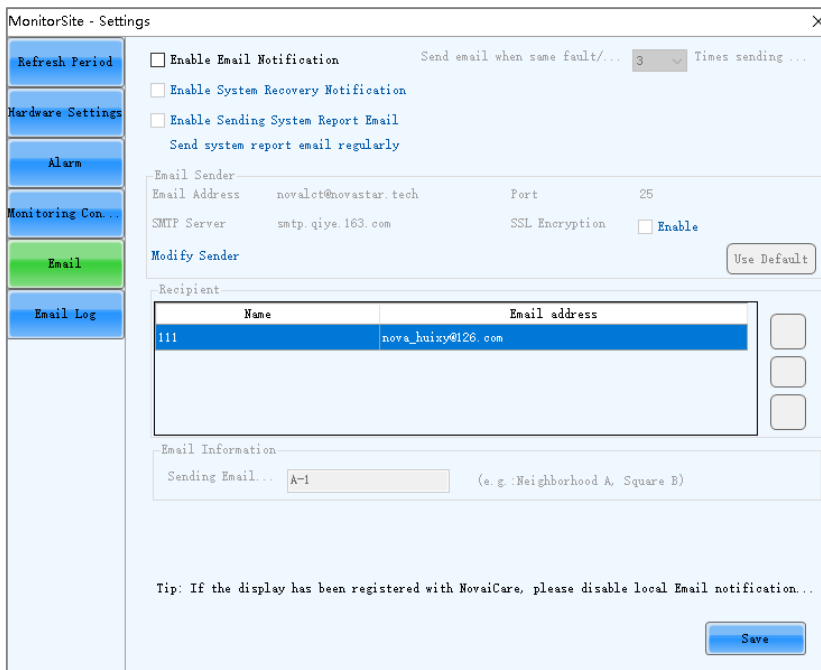 MonitorSite - Settings
Refresh Period
Hardware Settings
Alarm
Monitoring Con...
Email
Email Log
Enable Email Notification
Send email when same fault/... 3 Times sending ...
Enable System Recovery Notification
Enable Sending System Report Email
Send system report email regularly
Email Sender
Email Address novalct@novastar.tech Port 25
SMTP Server smtp.qiye.163.com SSL Encryption Enable
Modify Sender
Use Default
Recipient
Name Email address
111 nova_huixy@126.com
Email Information
Sending Email... A-1 (e.g.:Neighborhood A, Square B)
Tip: If the display has been registered with NovaiCare, please disable local Email notification...
Save